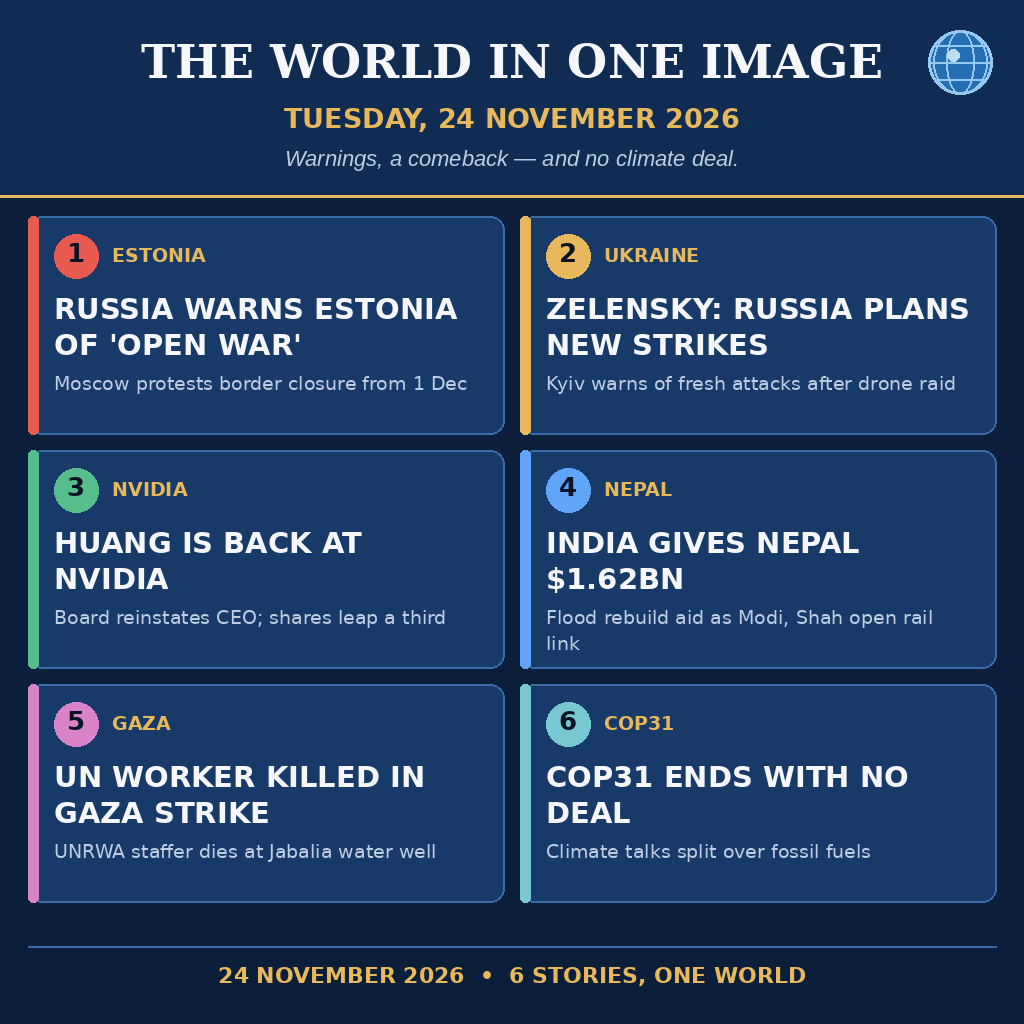 THE WORLD IN ONE IMAGE
TUESDAY, 24 NOVEMBER 2026
Warnings, a comeback — and no climate deal.
1 ESTONIA
RUSSIA WARNS ESTONIA
OF 'OPEN WAR'
Moscow protests border closure from 1 Dec
2 UKRAINE
ZELENSKY: RUSSIA PLANS
NEW STRIKES
Kyiv warns of fresh attacks after drone raid
3 NVIDIA
HUANG IS BACK AT
NVIDIA
Board reinstates CEO; shares leap a third
4 NEPAL
INDIA GIVES NEPAL
$1.62BN
Flood rebuild aid as Modi, Shah open rail
link
5 GAZA
UN WORKER KILLED IN
GAZA STRIKE
UNRWA staffer dies at Jabalia water well
6 COP31
COP31 ENDS WITH NO
DEAL
Climate talks split over fossil fuels
24 NOVEMBER 2026 • 6 STORIES, ONE WORLD